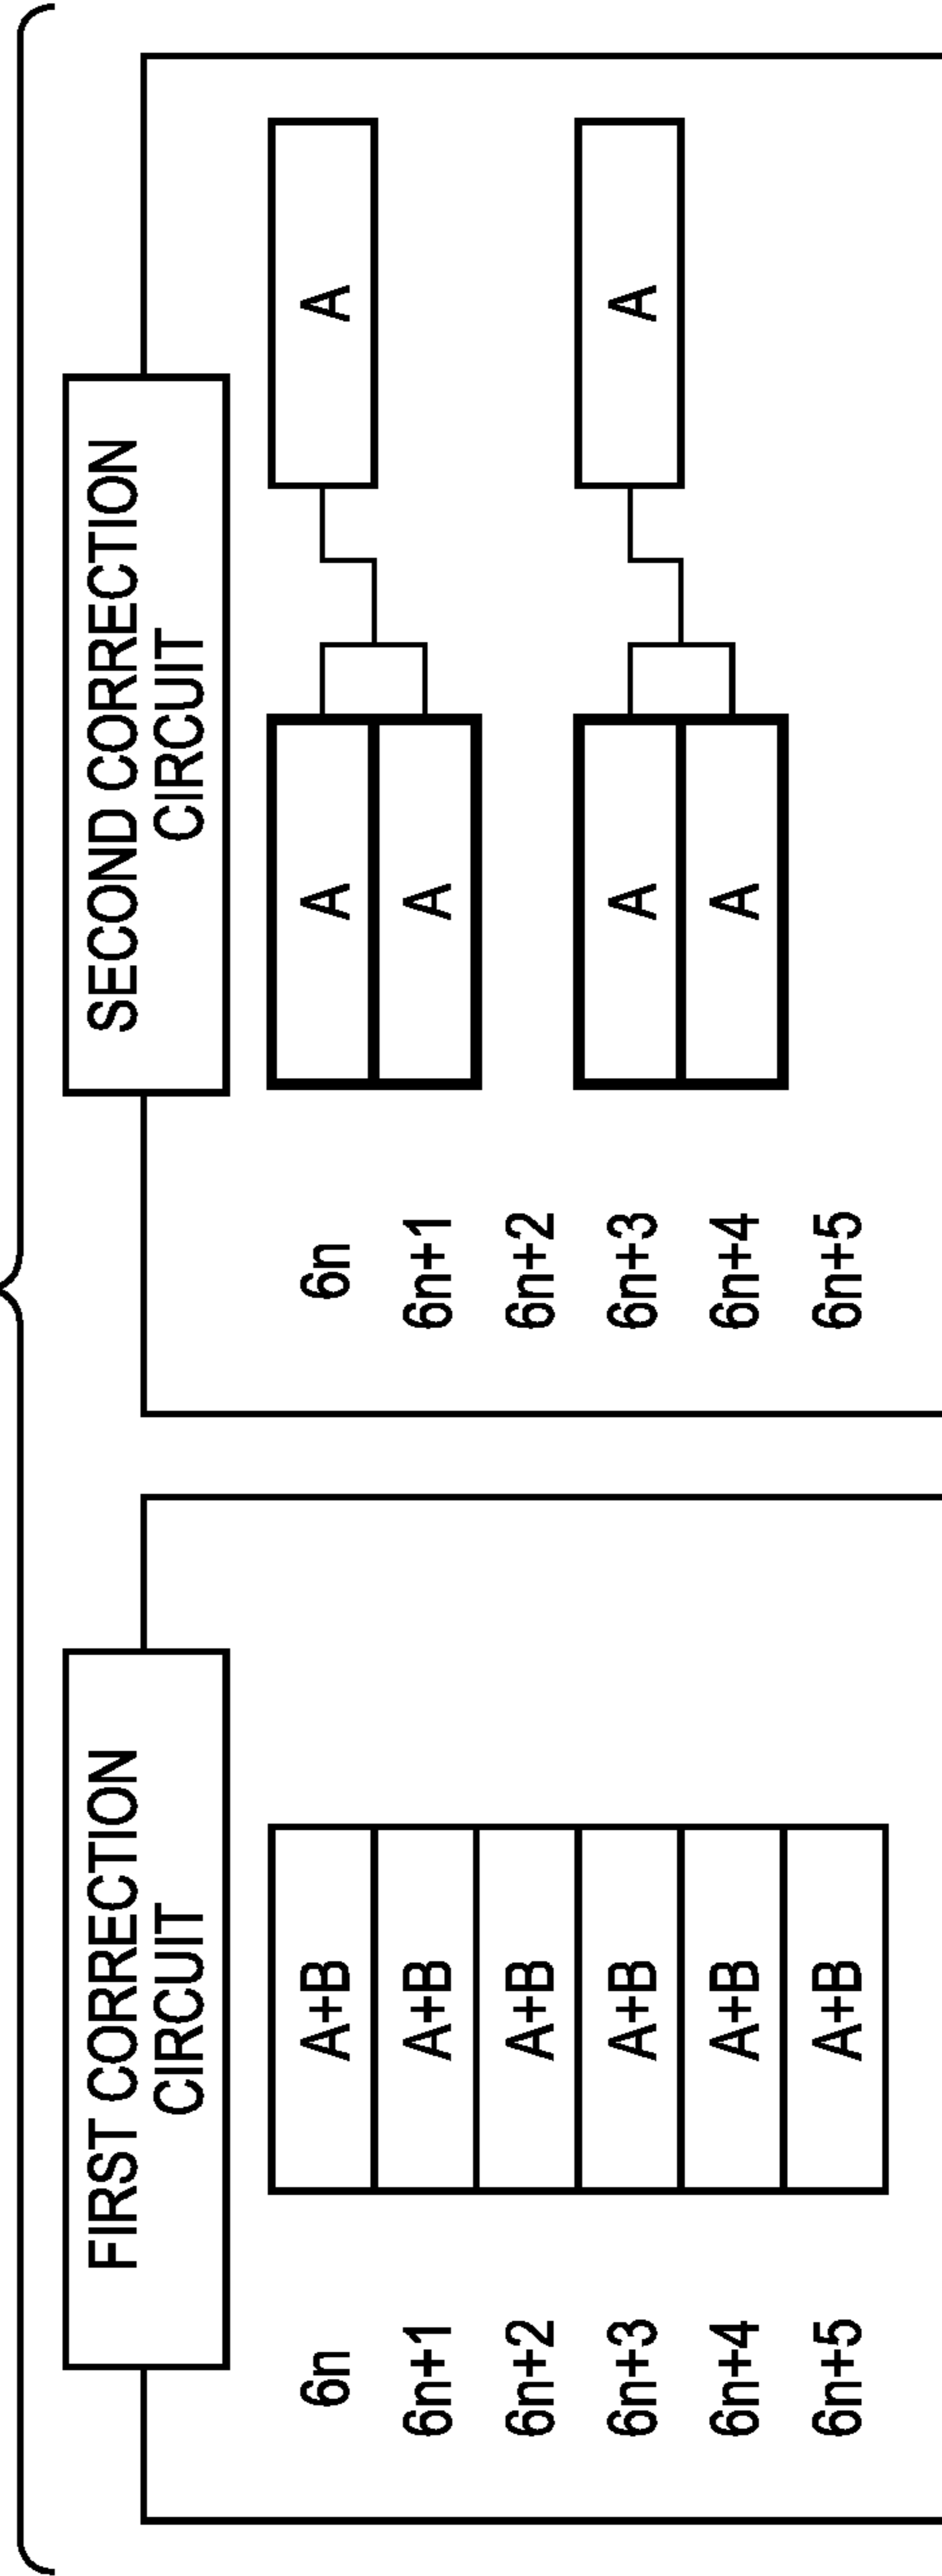 FIRST CORRECTION
CIRCUIT
6n
A+B
6n+1
A+B
6n+2
A+B
6n+3
A+B
6n+4
A+B
6n+5
A+B
SECOND CORRECTION
CIRCUIT
6n
A
A
6n+1
A
6n+2
6n+3
A
A
6n+4
A
6n+5